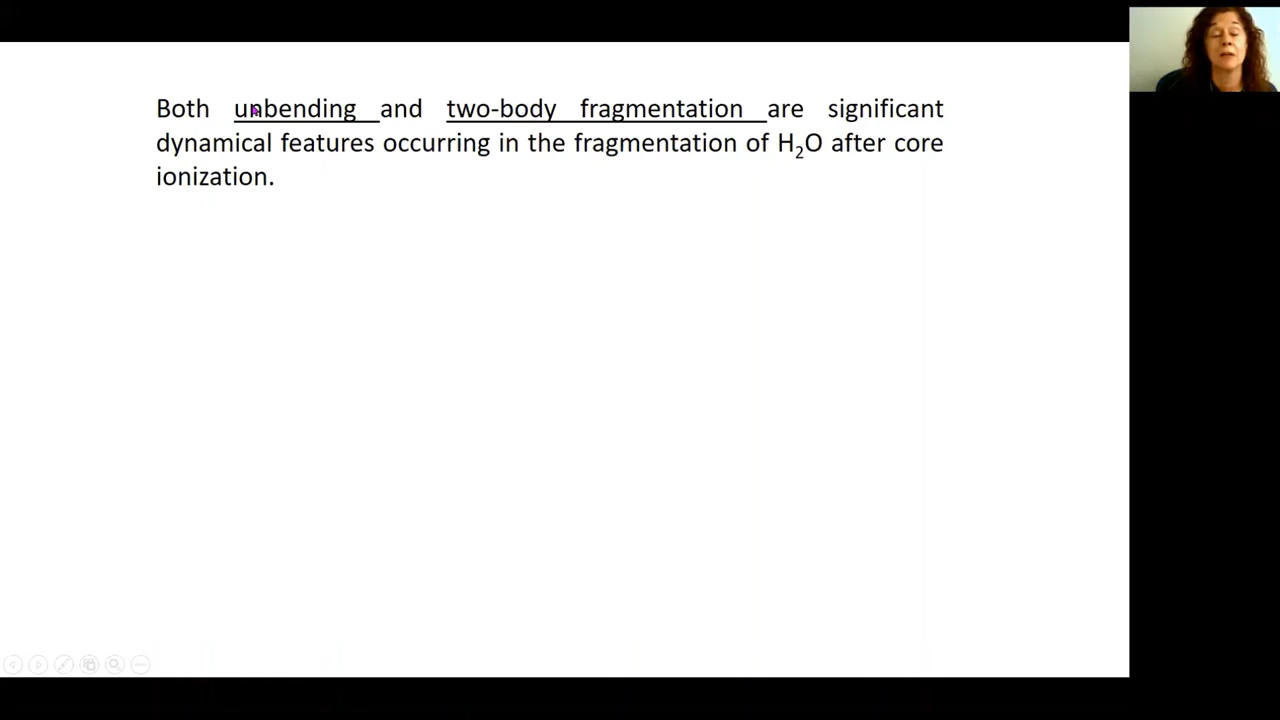 Both unbending and two-body fragmentation are significant
dynamical features occurring in the fragmentation of H₂O after core
ionization.